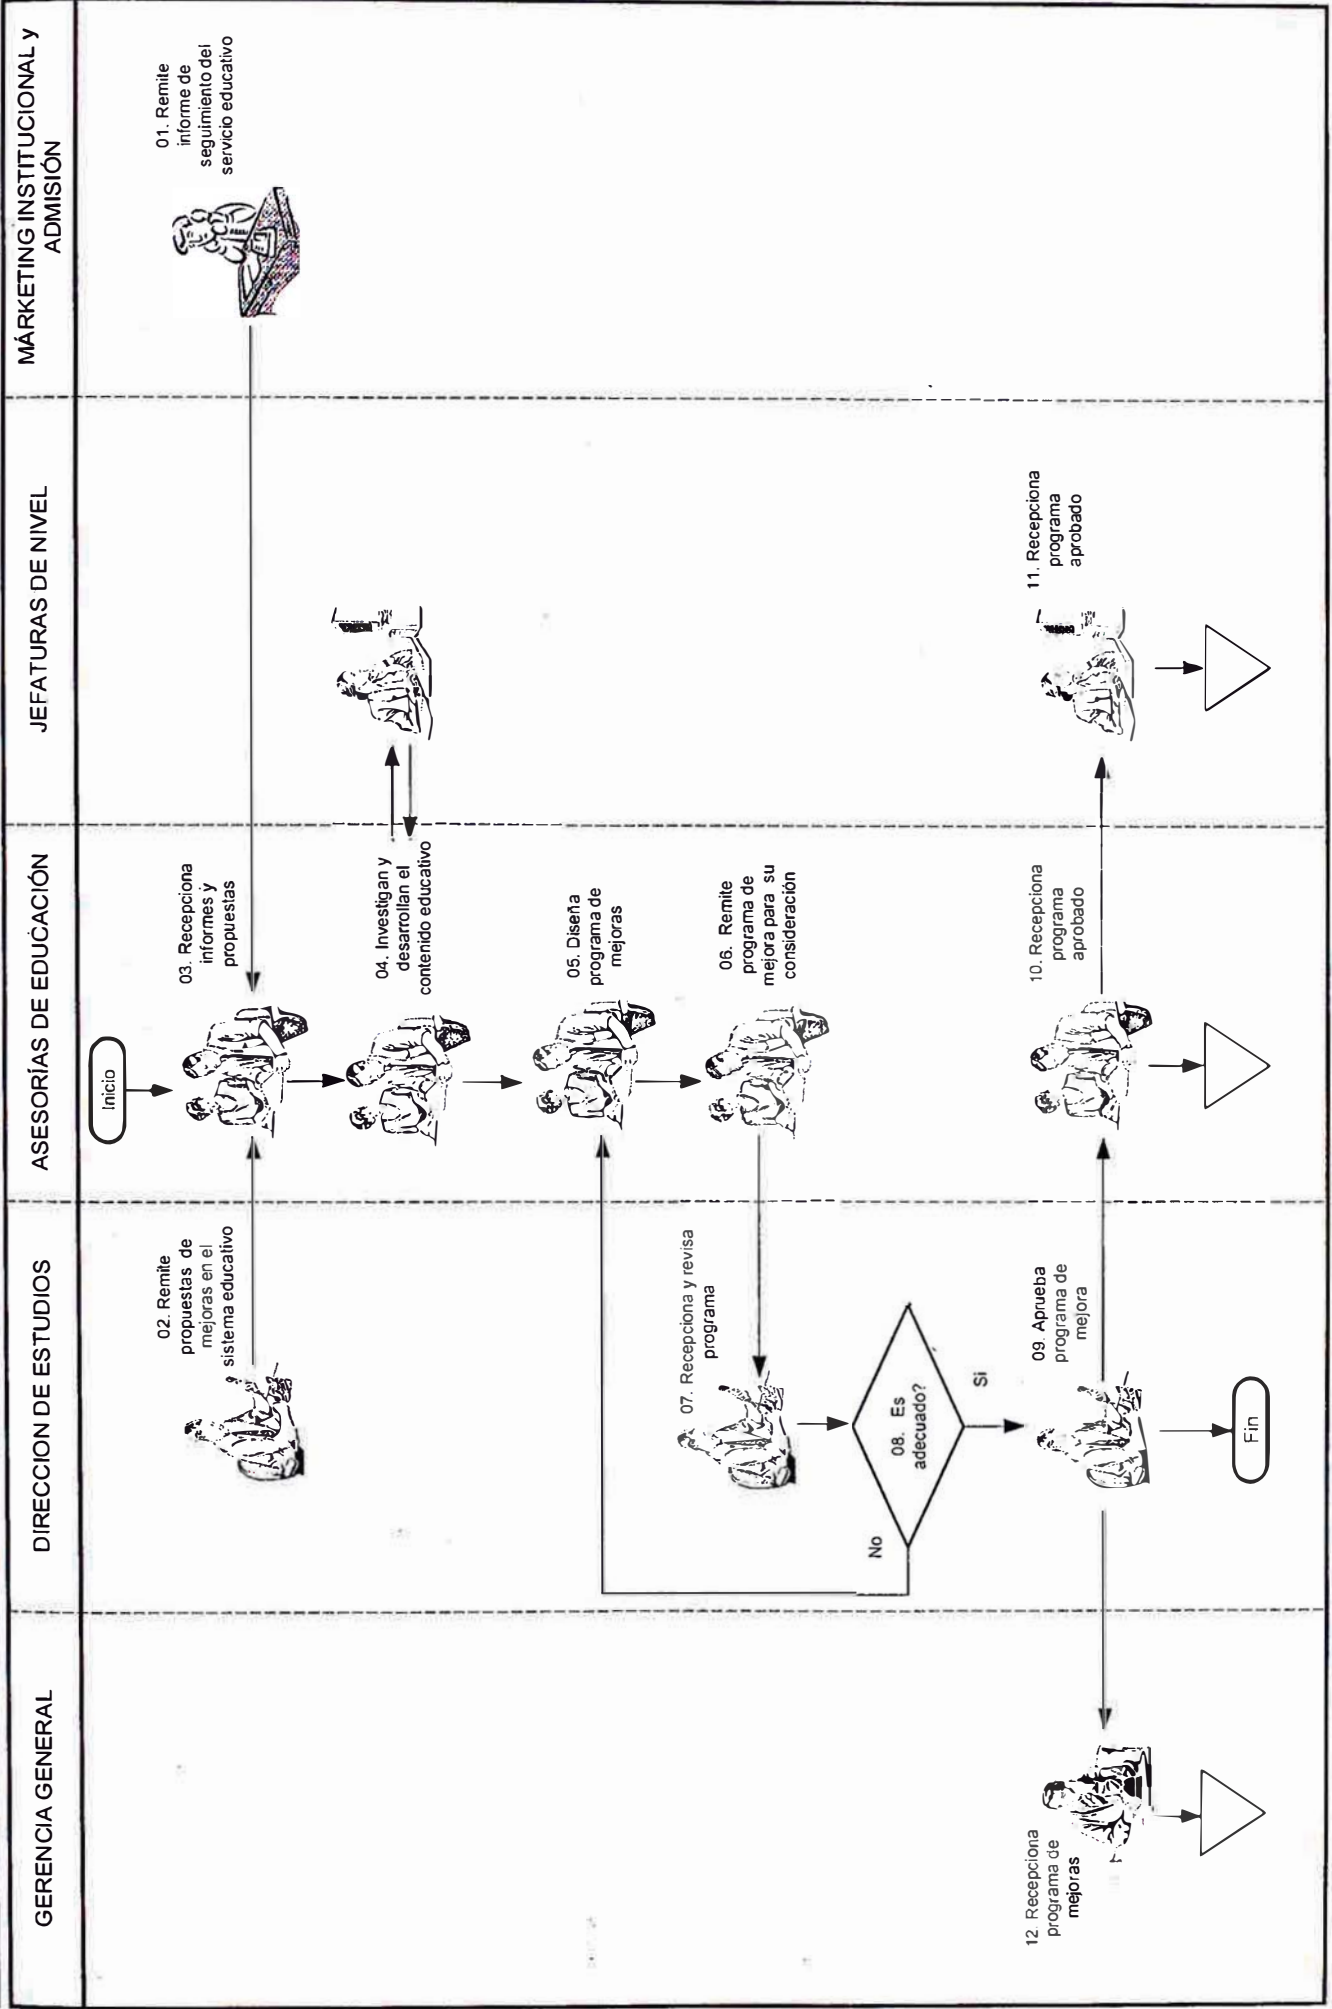 GERENCIA GENERAL
DIRECCION DE ESTUDIOS
ASESORÍAS DE EDUCACIÓN
JEFATURAS DE NIVEL
MÁRKETING INSTITUCIONAL y
ADMISIÓN
Inicio
01. Remite
informe de
seguimiento del
servicio educativo
02. Remite
propuestas de
mejoras en el
sistema educativo
03. Recepciona
informes y
propuestas
04. Investigan y
desarrollan el
contenido educativo
05. Diseña
programa de
mejoras
06. Remite
programa de
mejora para su
consideración
07. Recepciona y revisa
programa
08. Es
adecuado?
No
Si
09. Aprueba
programa de
mejora
10. Recepciona
programa
aprobado
11. Recepciona
programa
aprobado
12. Recepciona
programa de
mejoras
Fin